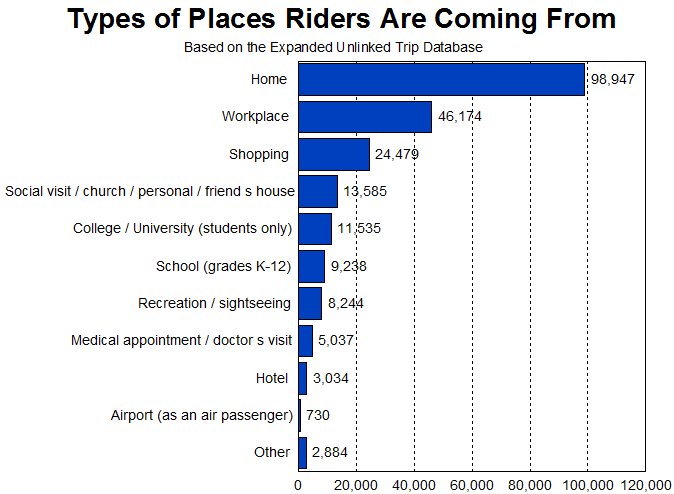 Types of Places Riders Are Coming From
Based on the Expanded Unlinked Trip Database
Home 98,947
Workplace 46,174
Shopping 24,479
Social visit / church / personal / friend s house 13,585
College / University (students only) 11,535
School (grades K-12) 9,238
Recreation / sightseeing 8,244
Medical appointment / doctor s visit 5,037
Hotel 3,034
Airport (as an air passenger) 730
Other 2,884
0 20,000 40,000 60,000 80,000 100,000 120,000